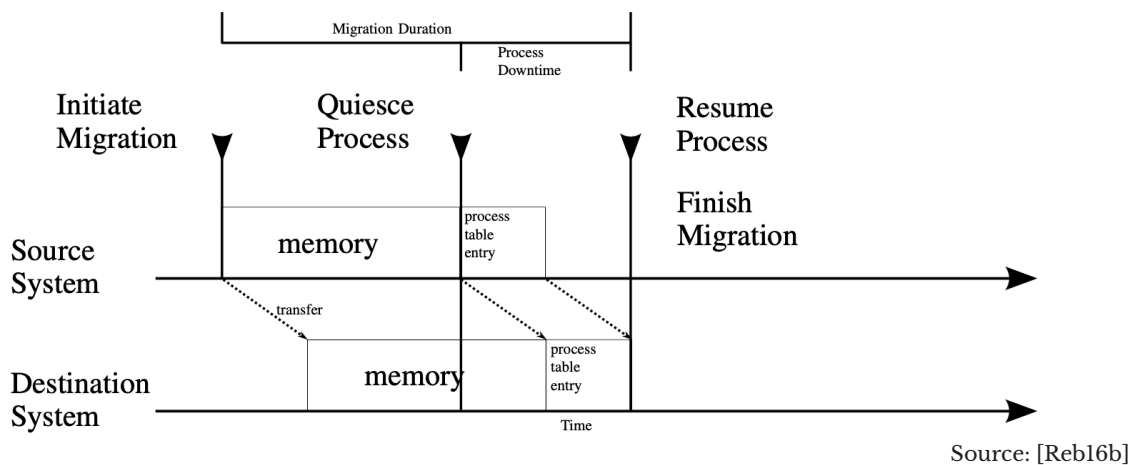 Migration Duration
Process
Downtime
Initiate
Migration
Quiesce
Process
Resume
Process
Finish
Migration
Source
System
memory
process
table
entry
transfer
Destination
System
memory
process
table
entry
Time
Source: [Reb16b]